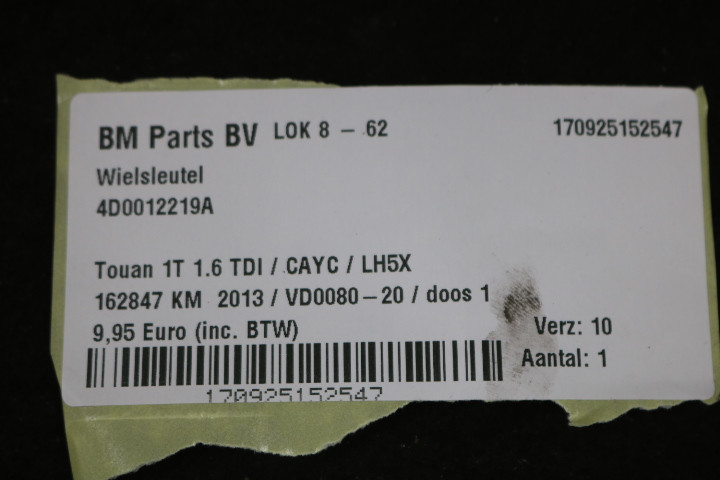 BM Parts BV LOK 8 - 62 170925152547
Wielsleutel
4D0012219A
Touan 1T 1.6 TDI / CAYC / LH5X
162847 KM 2013 / VD0080-20 / doos 1
9,95 Euro (inc. BTW) Verz: 10
Aantal: 1
170925152547